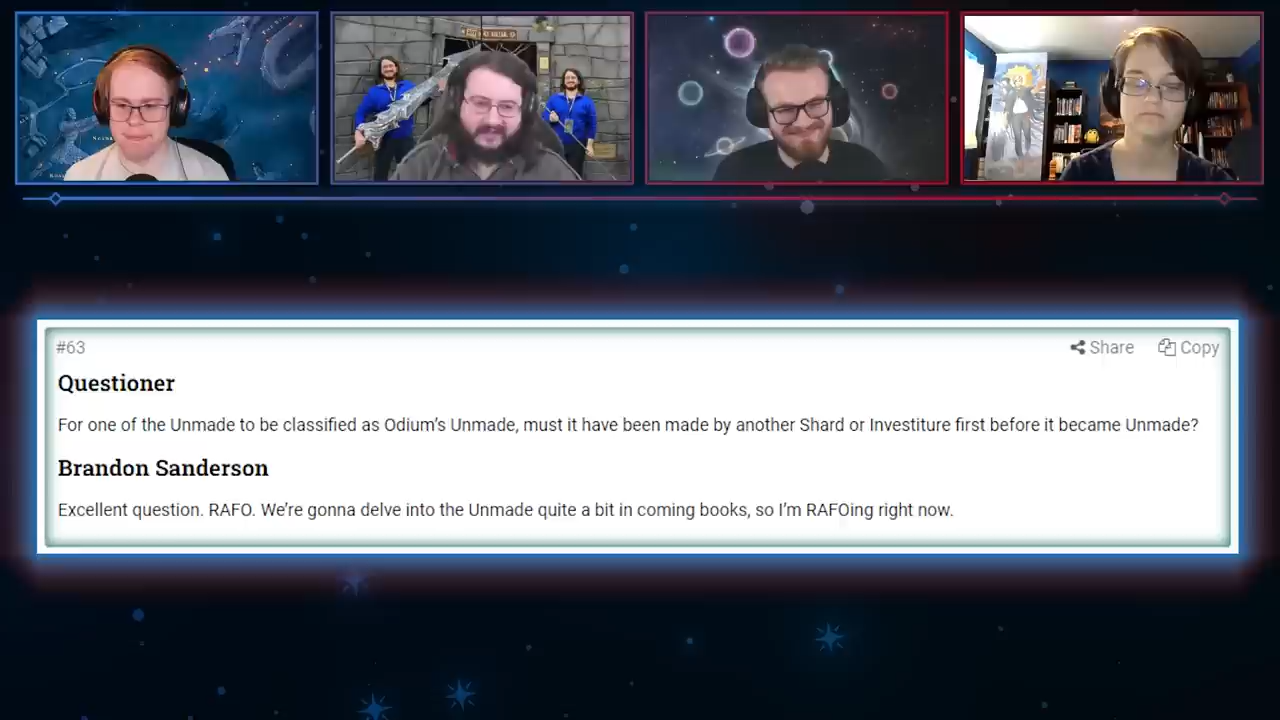 #63
Share
Copy
Questioner
For one of the Unmade to be classified as Odium's Unmade, must it have been made by another Shard or Investiture first before it became Unmade?
Brandon Sanderson
Excellent question. RAFO. We're gonna delve into the Unmade quite a bit in coming books, so I'm RAFOing right now.